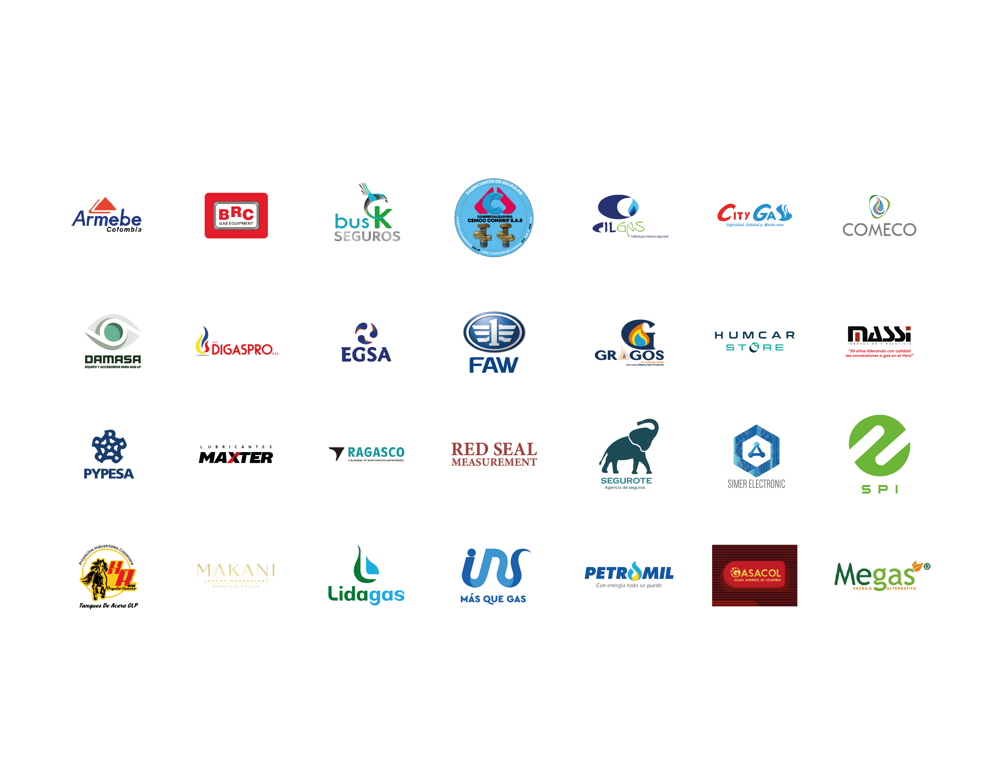 Armebe
Colombia
BRC
GAS EQUIPMENT
busK
SEGUROS
FABRICANTES DE VALVULAS
COMERCIALIZADORA
CEMCO CONGRIF S.A.S
PARA CILINDROS GLP CON CAPACIDAD HASTA 20 KG Y 45 KG
CILGAS
Calidad para máxima seguridad
CITY GAS
Seguridad, Calidad y Mucho más
COMECO
DAMASA
EQUIPO Y ACCESORIOS PARA GAS LP
ESP
DIGASPRO SAS
EGSA
FAW
G
GRAGOS
Su compañía de gas
Una marca Massy Gas Products
HUMCAR
STORE
MASSi
INNOVACIÓN Y PRESTIGIO
"30 años liderando con calidad
las conversiones a gas en el Perú"
PYPESA
LUBRICANTES
MAXTER
RAGASCO
A BUSINESS OF WORTHINGTON ENTERPRISES
RED SEAL
MEASUREMENT
SEGUROTE
Agencia de seguros
SIMER ELECTRONIC
SPI
Proyectos Industriales Casanare
HR
SAS
Orgullo llanero
Tanques De Acero GLP
MAKANI
LUXURY WANDERLUST
BEACH CLUB & VILLAS
Lidagas
ins
MÁS QUE GAS
PETROMIL
Con energía todo se puede
GASACOL
GASES ANDINOS DE COLOMBIA
Megas®
ENERGIA ALTERNATIVA